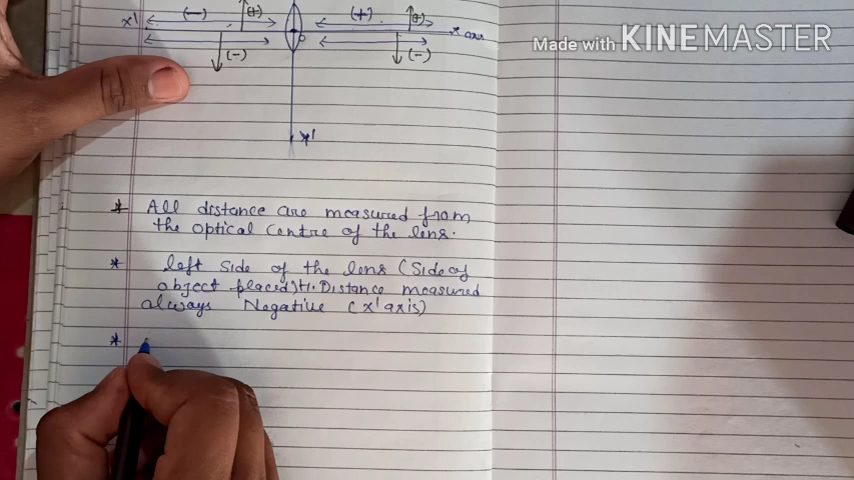 Made with KINEMASTER
x' (-) (+) (+) (+) x axis
(-) o (-)
y'
* All distance are measured from
the optical Centre of the lens.
* left side of the lens (Side of
object placed) H. Distance measured
always Negative (x' axis)
*